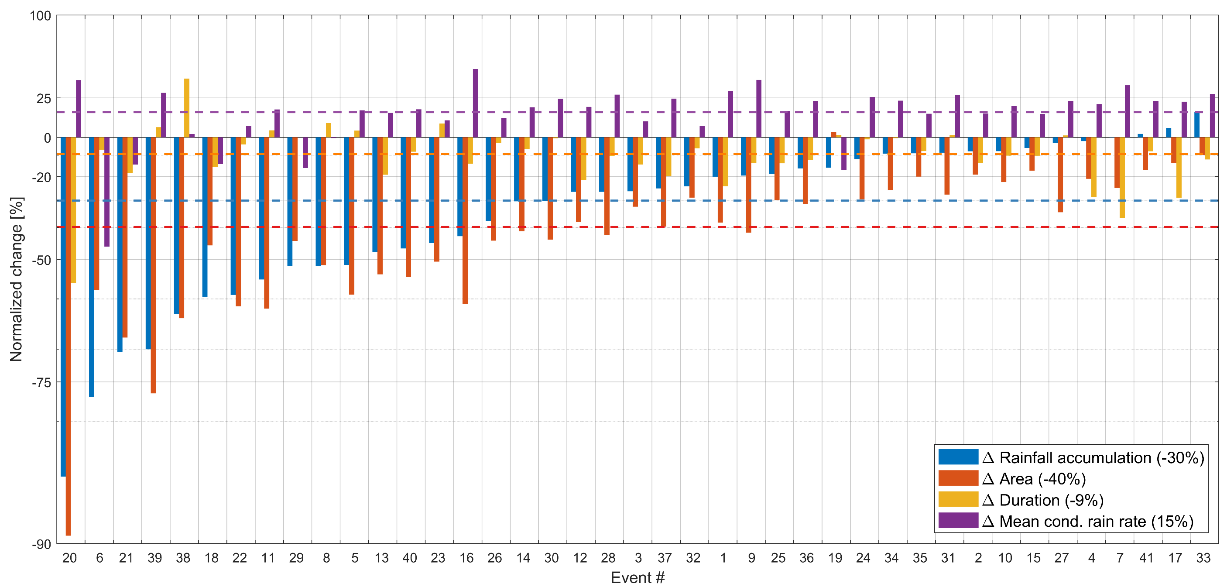 100
25
0
-20
-50
-75
-90
Normalized change [%]
Δ Rainfall accumulation (-30%)
Δ Area (-40%)
Δ Duration (-9%)
Δ Mean cond. rain rate (15%)
20 6 21 39 38 18 22 11 29 8 5 13 40 23 16 14 30 12 28 3 37 32 1 9 25 36 19 24 34 35 31 2 10 15 27 4 7 41 17 33
Event #